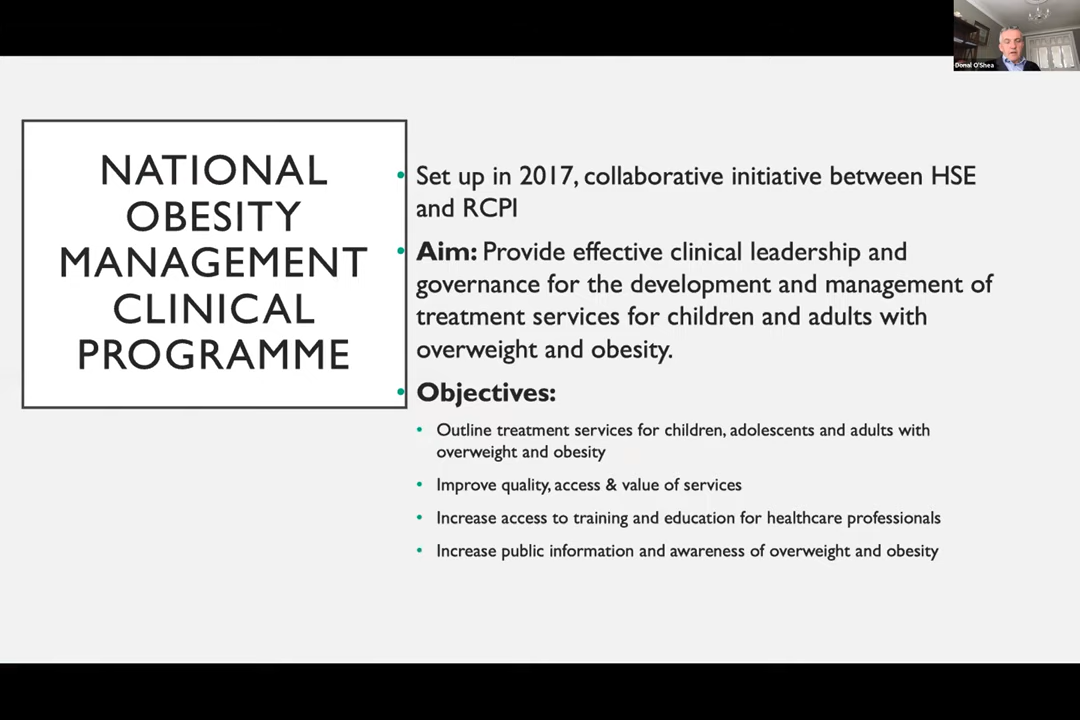 Donal O'Shea
NATIONAL
OBESITY
MANAGEMENT
CLINICAL
PROGRAMME
• Set up in 2017, collaborative initiative between HSE
and RCPI
• Aim: Provide effective clinical leadership and
governance for the development and management of
treatment services for children and adults with
overweight and obesity.
• Objectives:
• Outline treatment services for children, adolescents and adults with
overweight and obesity
• Improve quality, access & value of services
• Increase access to training and education for healthcare professionals
• Increase public information and awareness of overweight and obesity